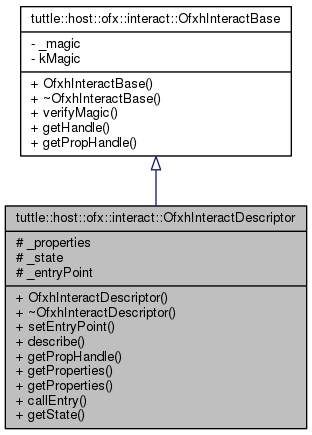 tuttle::host::ofx::interact::OfxhInteractBase
- _magic
- kMagic
+ OfxhInteractBase()
+ ~OfxhInteractBase()
+ verifyMagic()
+ getHandle()
+ getPropHandle()
tuttle::host::ofx::interact::OfxhInteractDescriptor
# _properties
# _state
# _entryPoint
+ OfxhInteractDescriptor()
+ ~OfxhInteractDescriptor()
+ setEntryPoint()
+ describe()
+ getPropHandle()
+ getProperties()
+ getProperties()
+ callEntry()
+ getState()